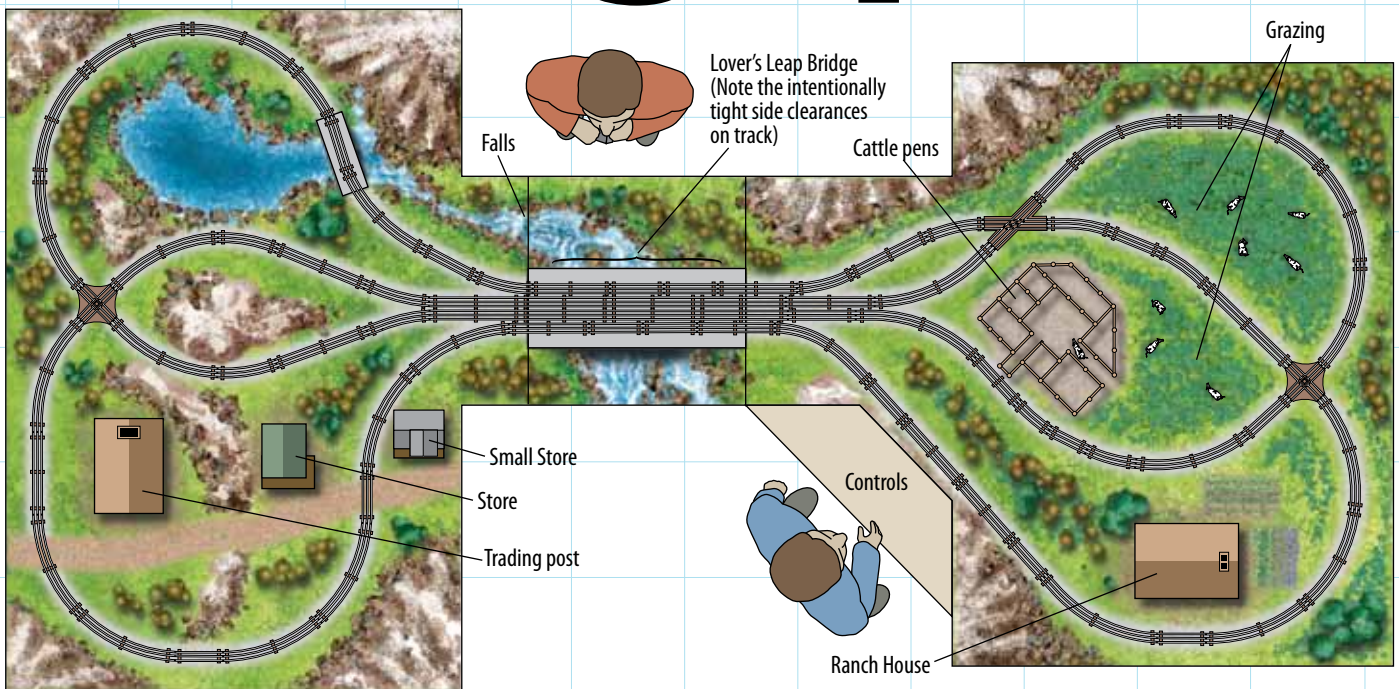 Grazing
Lover's Leap Bridge
(Note the intentionally
tight side clearances
on track)
Falls
Cattle pens
Small Store
Store
Controls
Trading post
Ranch House